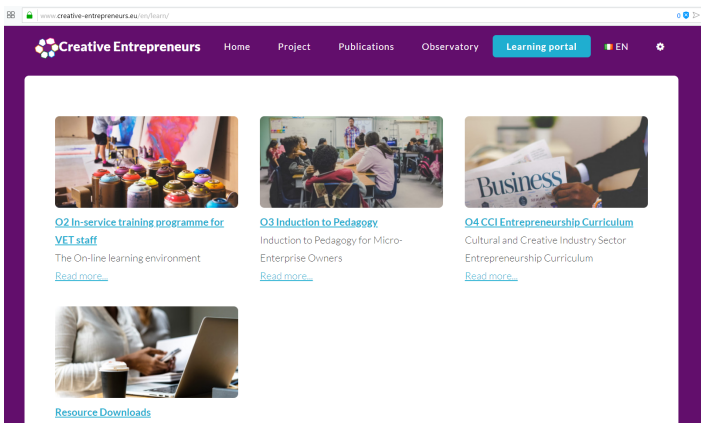 www.creative-entrepreneurs.eu/en/learn/
0
Creative Entrepreneurs
Home
Project
Publications
Observatory
Learning portal
EN
O2 In-service training programme for
VET staff
The On-line learning environment
Read more...
O3 Induction to Pedagogy
Induction to Pedagogy for Micro-
Enterprise Owners
Read more...
Business
O4 CCI Entrepreneurship Curriculum
Cultural and Creative Industry Sector
Entrepreneurship Curriculum
Read more...
Resource Downloads